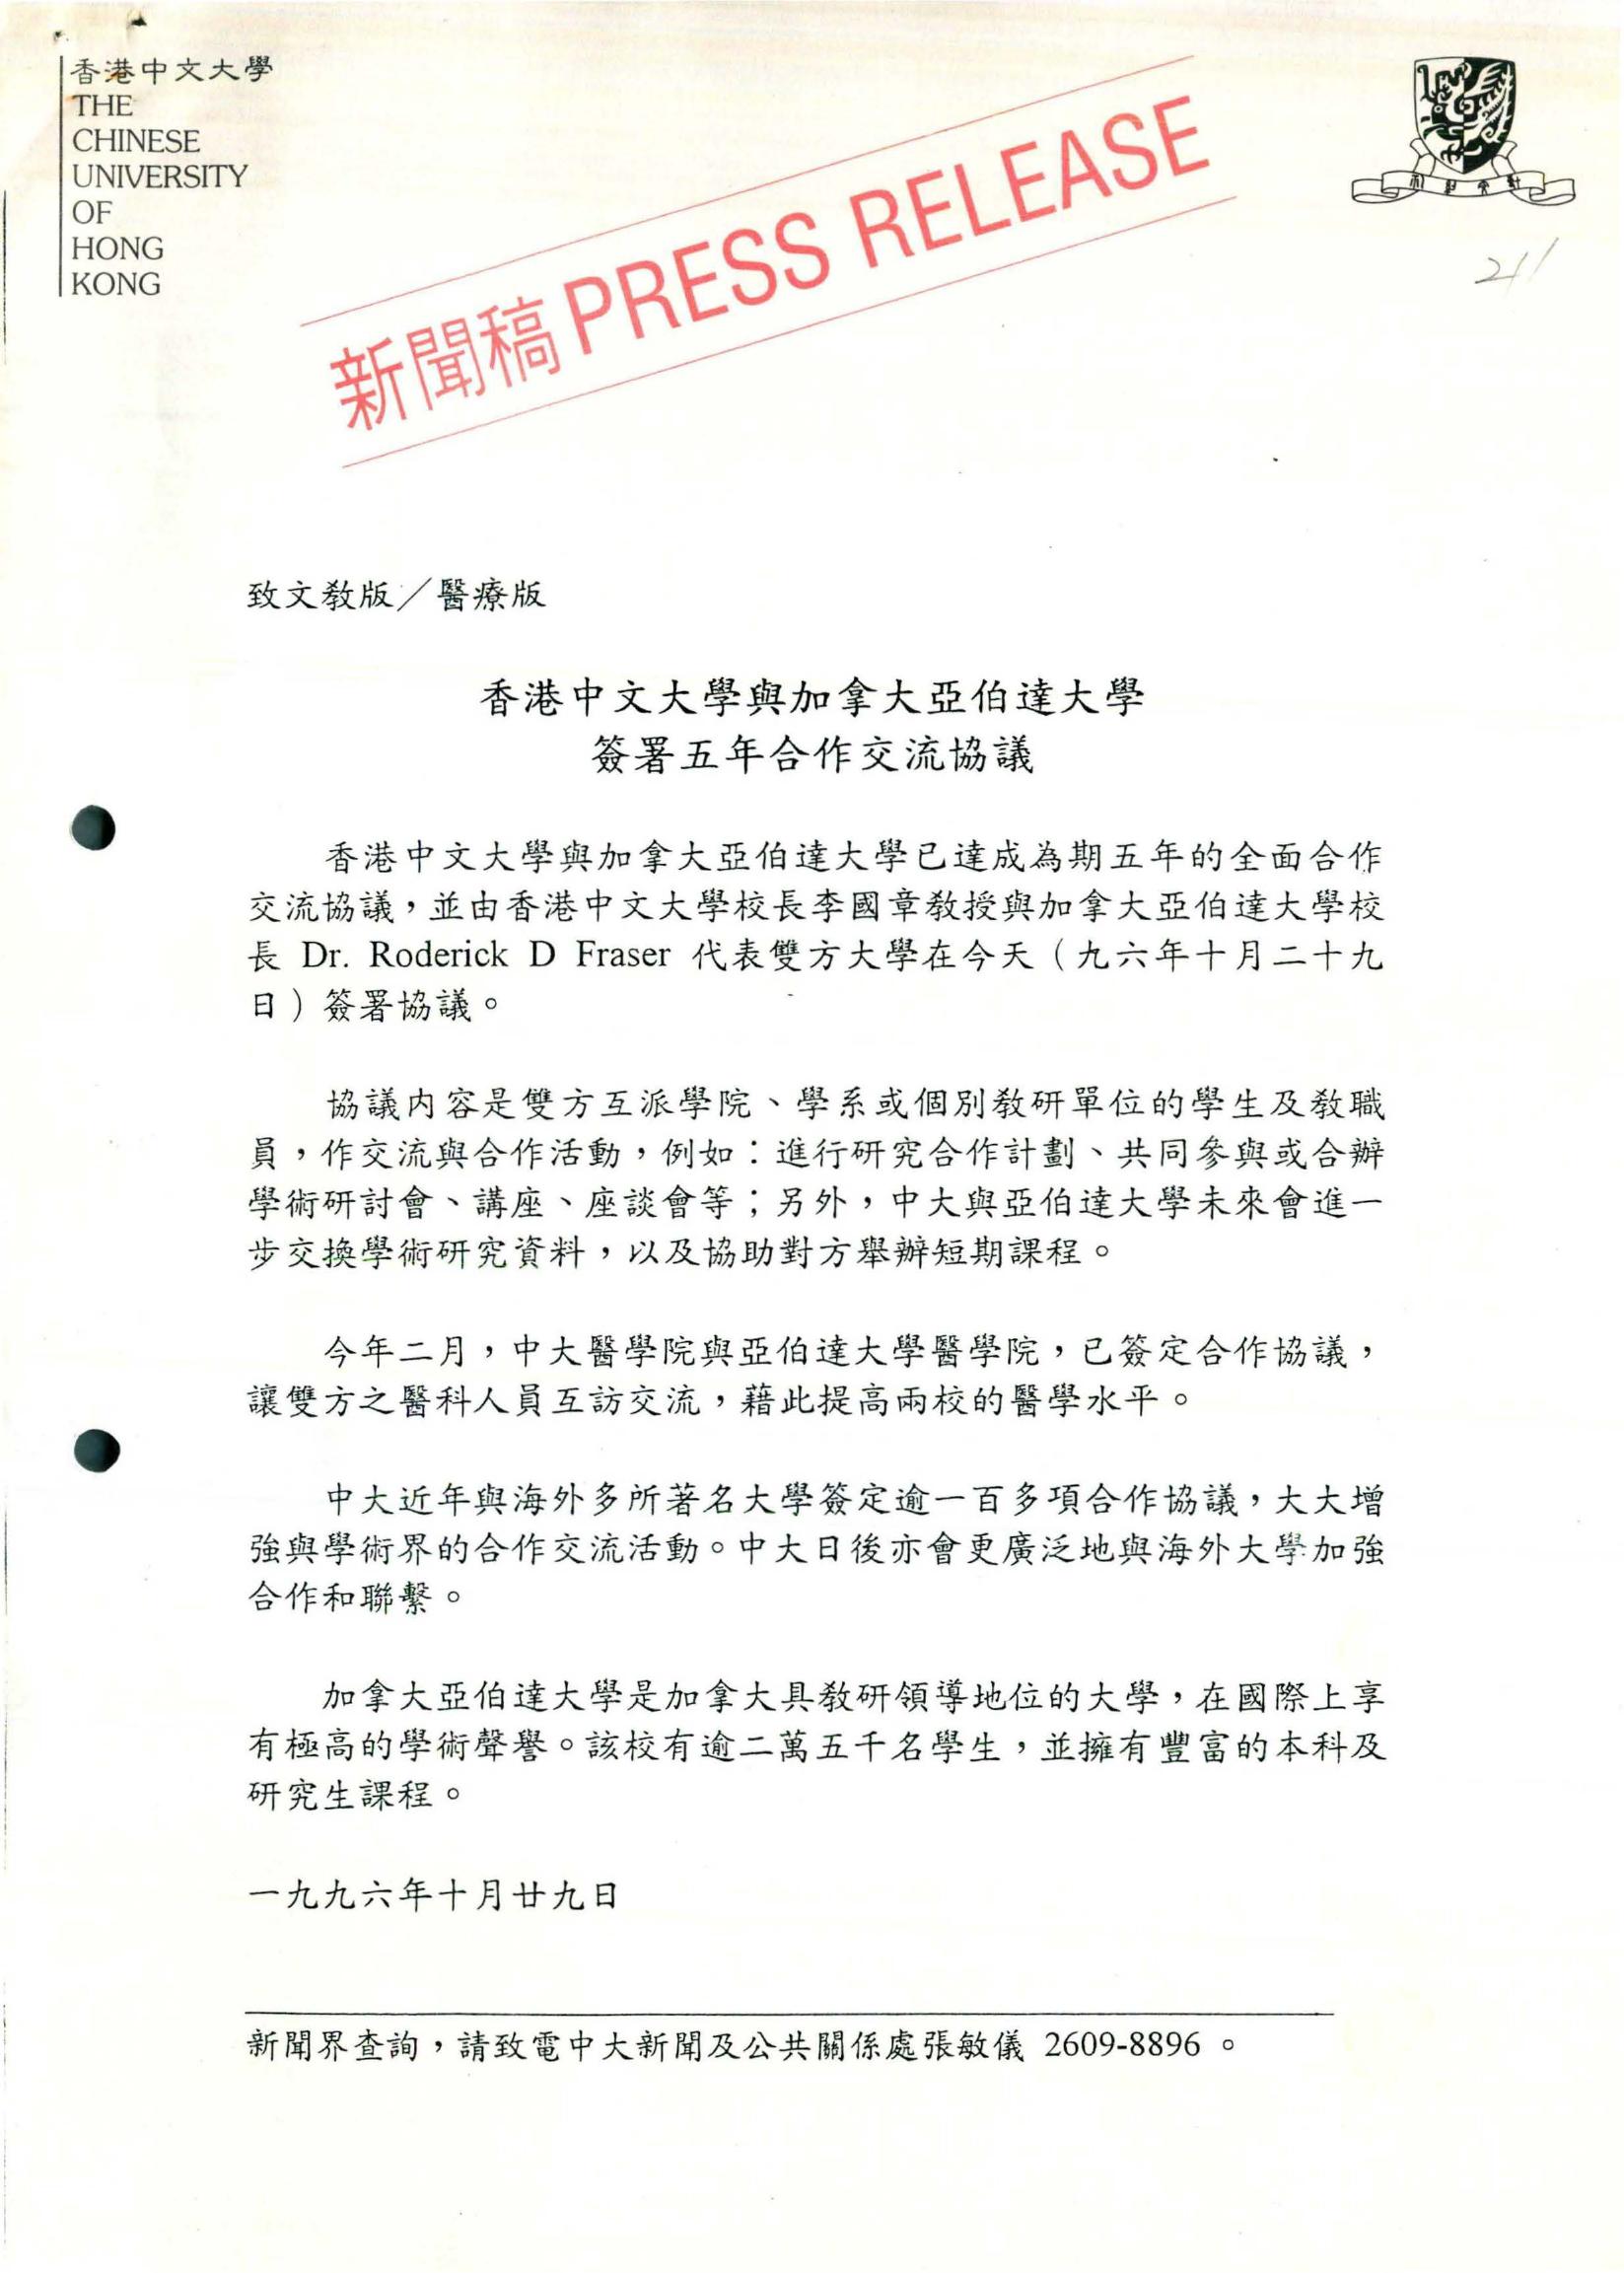 香港中文大學
THE
CHINESE
UNIVERSITY
OF
HONG
KONG
新聞稿 PRESS RELEASE
211
致文教版／醫療版
香港中文大學與加拿大亞伯達大學
簽署五年合作交流協議
香港中文大學與加拿大亞伯達大學已達成為期五年的全面合作
交流協議，並由香港中文大學校長李國章教授與加拿大亞伯達大學校
長 Dr. Roderick D Fraser 代表雙方大學在今天（九六年十月二十九
日）簽署協議。
協議內容是雙方互派學院、學系或個別教研單位的學生及教職
員，作交流與合作活動，例如：進行研究合作計劃、共同參與或合辦
學術研討會、講座、座談會等；另外，中大與亞伯達大學未來會進一
步交換學術研究資料，以及協助對方舉辦短期課程。
今年二月，中大醫學院與亞伯達大學醫學院，已簽定合作協議，
讓雙方之醫科人員互訪交流，藉此提高兩校的醫學水平。
中大近年與海外多所著名大學簽定逾一百多項合作協議，大大增
強與學術界的合作交流活動。中大日後亦會更廣泛地與海外大學加強
合作和聯繫。
加拿大亞伯達大學是加拿大具教研領導地位的大學，在國際上享
有極高的學術聲譽。該校有逾二萬五千名學生，並擁有豐富的本科及
研究生課程。
一九九六年十月廿九日
新聞界查詢，請致電中大新聞及公共關係處張敏儀 2609-8896 。